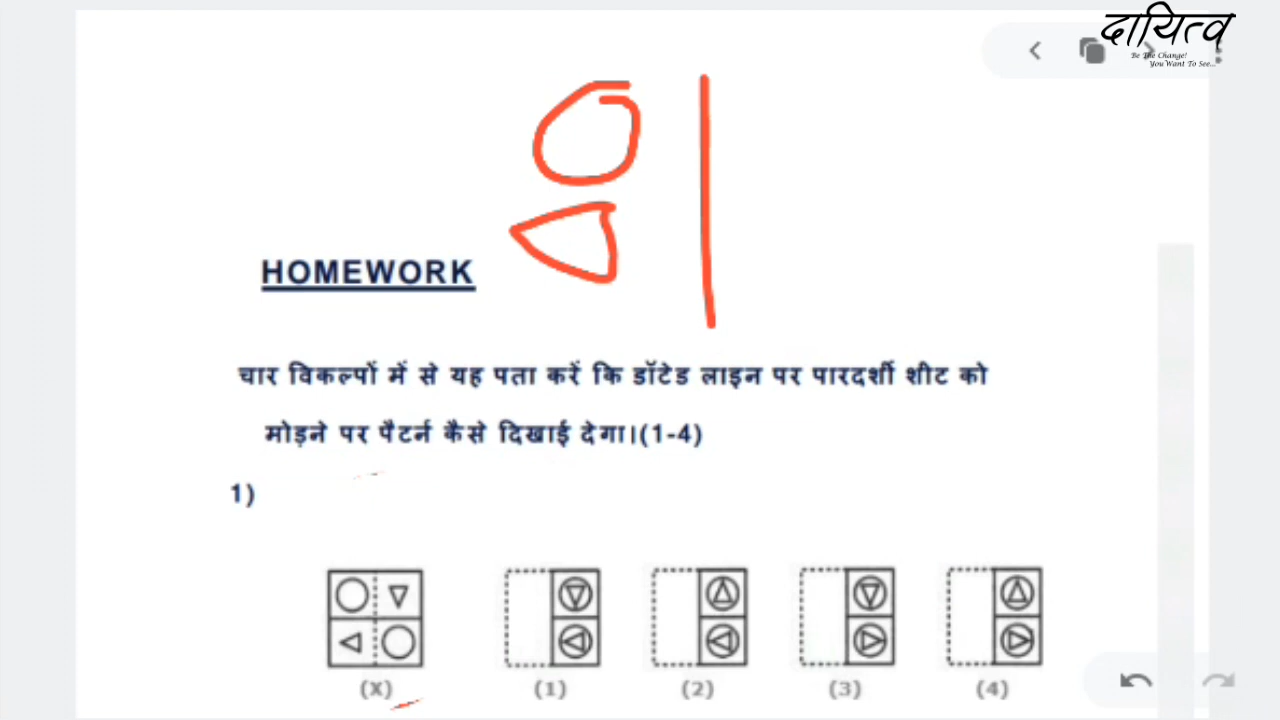 दायित्व
Be The Change!
You Want To See...
HOMEWORK
चार विकल्पों में से यह पता करें कि डॉटेड लाइन पर पारदर्शी शीट को
मोड़ने पर पैटर्न कैसे दिखाई देगा।(1-4)
1)
(X) (1) (2) (3) (4)